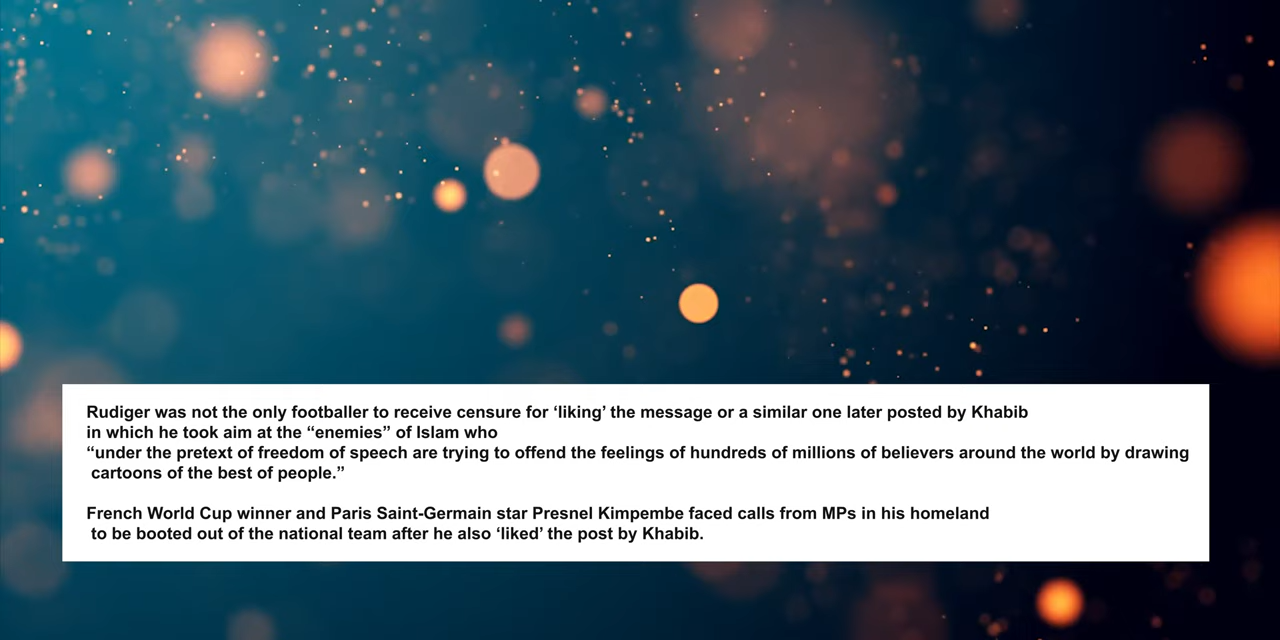 Rudiger was not the only footballer to receive censure for ‘liking’ the message or a similar one later posted by Khabib
in which he took aim at the “enemies” of Islam who
“under the pretext of freedom of speech are trying to offend the feelings of hundreds of millions of believers around the world by drawing
cartoons of the best of people.”
French World Cup winner and Paris Saint-Germain star Presnel Kimpembe faced calls from MPs in his homeland
to be booted out of the national team after he also ‘liked’ the post by Khabib.